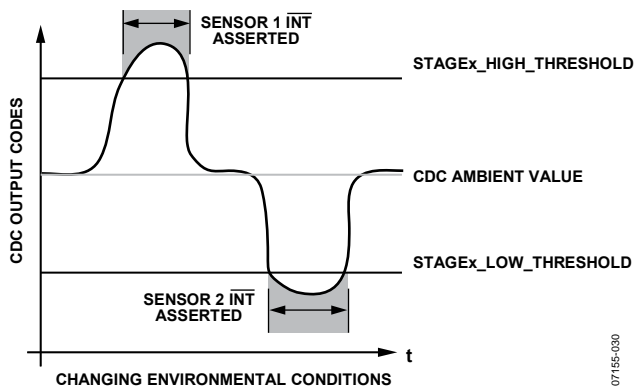 SENSOR 1 INT
ASSERTED
STAGEx_HIGH_THRESHOLD
CDC OUTPUT CODES
CDC AMBIENT VALUE
STAGEx_LOW_THRESHOLD
SENSOR 2 INT
ASSERTED
t
CHANGING ENVIRONMENTAL CONDITIONS
07155-030